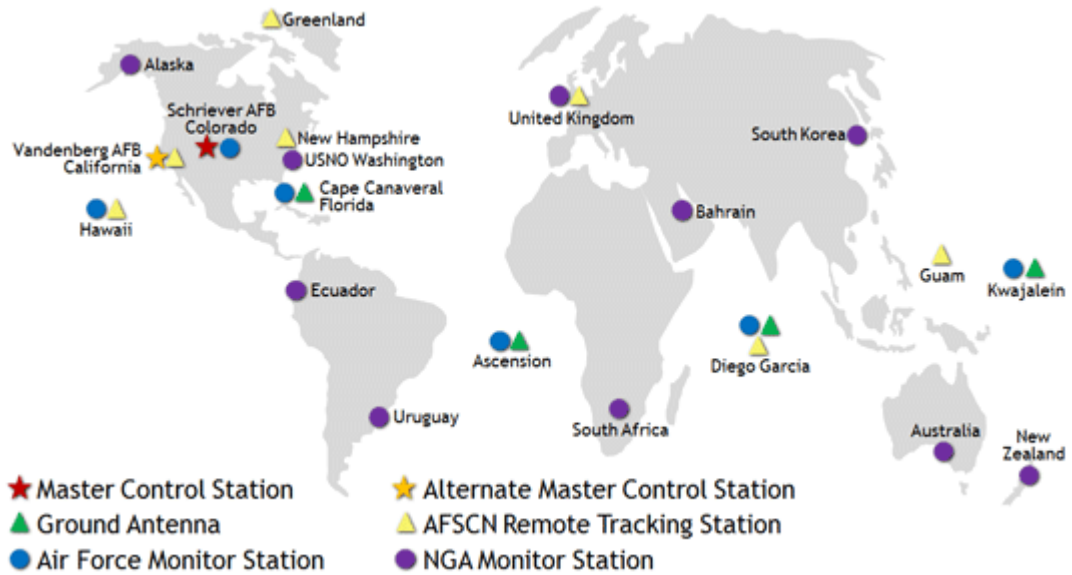 Greenland
Alaska
Schriever AFB
Colorado
New Hampshire
Vandenberg AFB
California
USNO Washington
Cape Canaveral
Florida
Hawaii
United Kingdom
South Korea
Bahrain
Guam
Kwajalein
Ecuador
Ascension
Diego Garcia
Uruguay
South Africa
Australia
New
Zealand
Master Control Station
Alternate Master Control Station
Ground Antenna
AFSCN Remote Tracking Station
Air Force Monitor Station
NGA Monitor Station